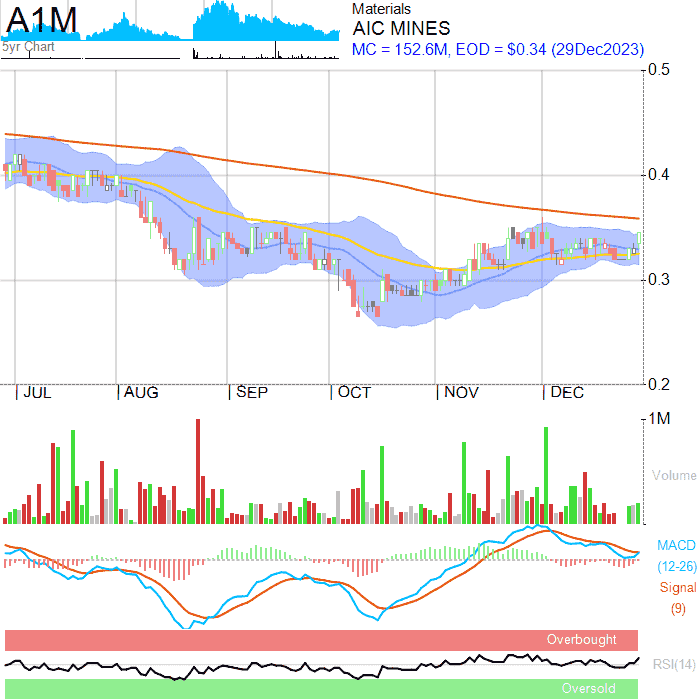 A1M
5yr Chart
Materials
AIC MINES
MC = 152.6M, EOD = $0.34 (29Dec2023)
0.5
0.4
0.3
0.2
JUL AUG SEP OCT NOV DEC
1M
Volume
MACD
(12-26)
Signal
(9)
Overbought
RSI(14)
Oversold